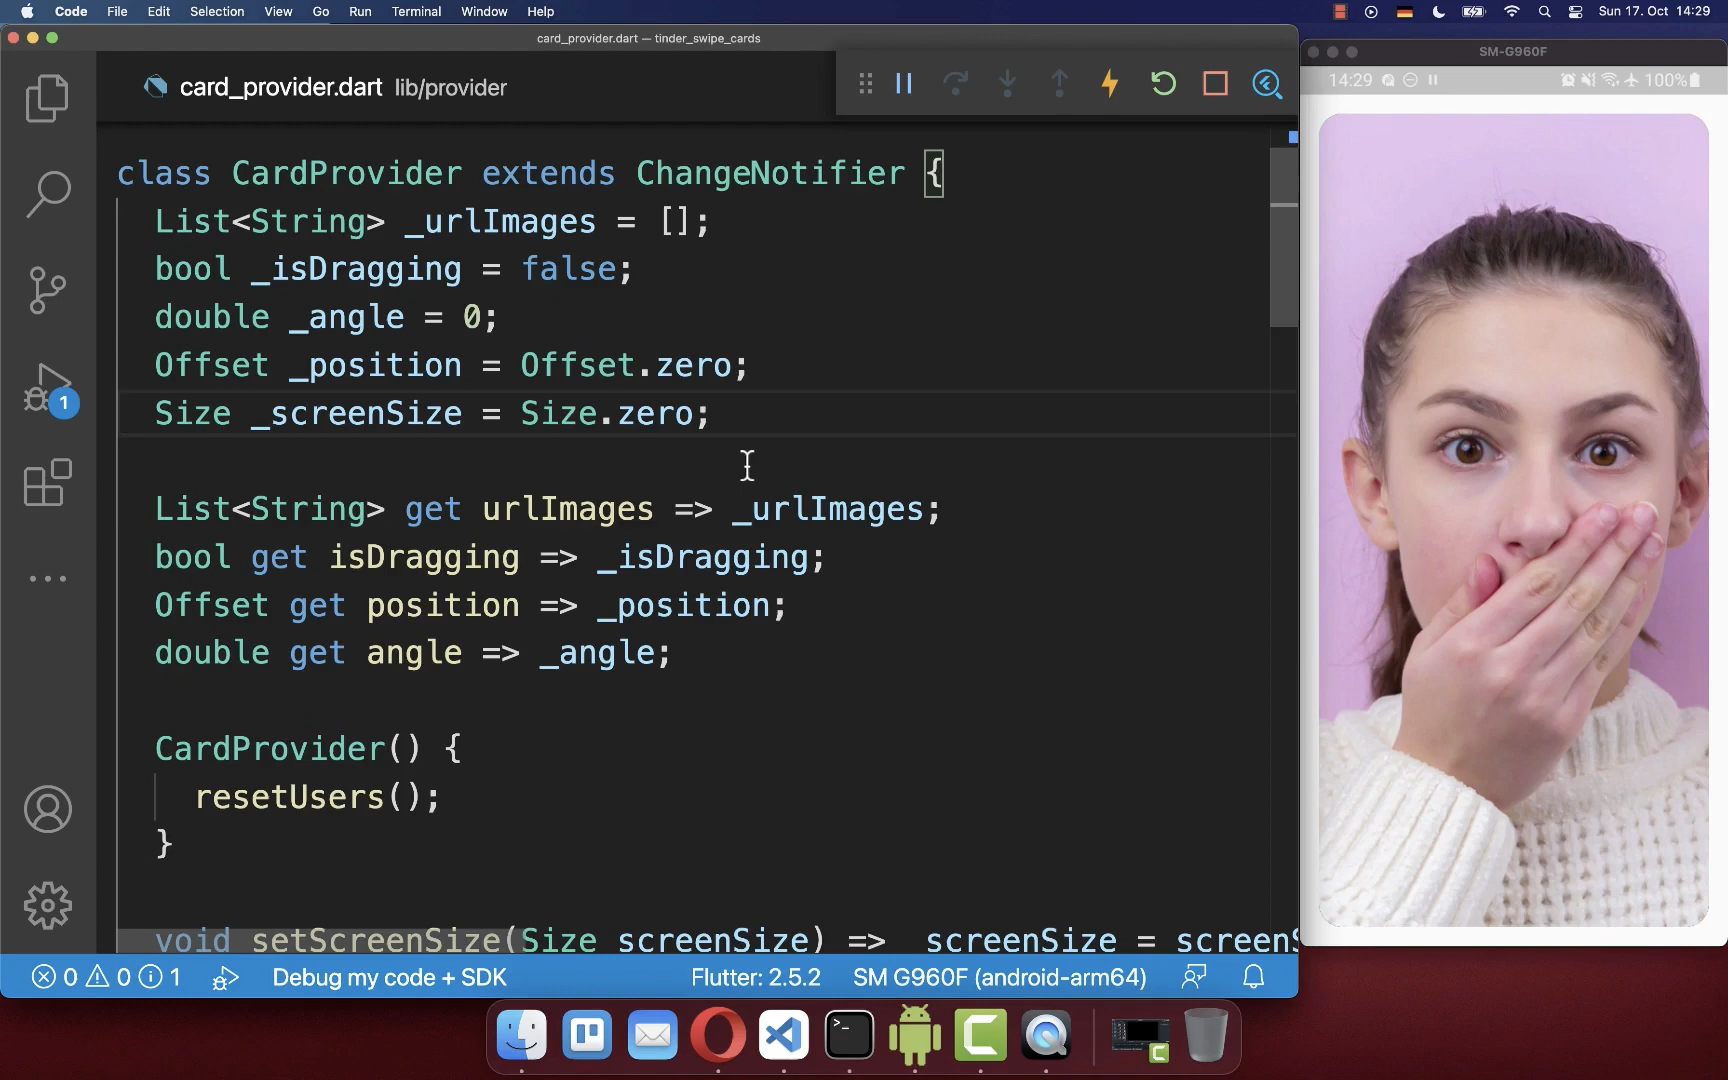 Code File Edit Selection View Go Run Terminal Window Help
Sun 17. Oct 14:29
card_provider.dart — tinder_swipe_cards
SM-G960F
card_provider.dart lib/provider
14:29
100%
class CardProvider extends ChangeNotifier {
List<String> _urlImages = [];
bool _isDragging = false;
double _angle = 0;
Offset _position = Offset.zero;
Size _screenSize = Size.zero;
List<String> get urlImages => _urlImages;
bool get isDragging => _isDragging;
Offset get position => _position;
double get angle => _angle;
CardProvider() {
resetUsers();
}
void setScreenSize(Size screenSize) => _screenSize = screenS
1
0 0 1 Debug my code + SDK
Flutter: 2.5.2 SM G960F (android-arm64)